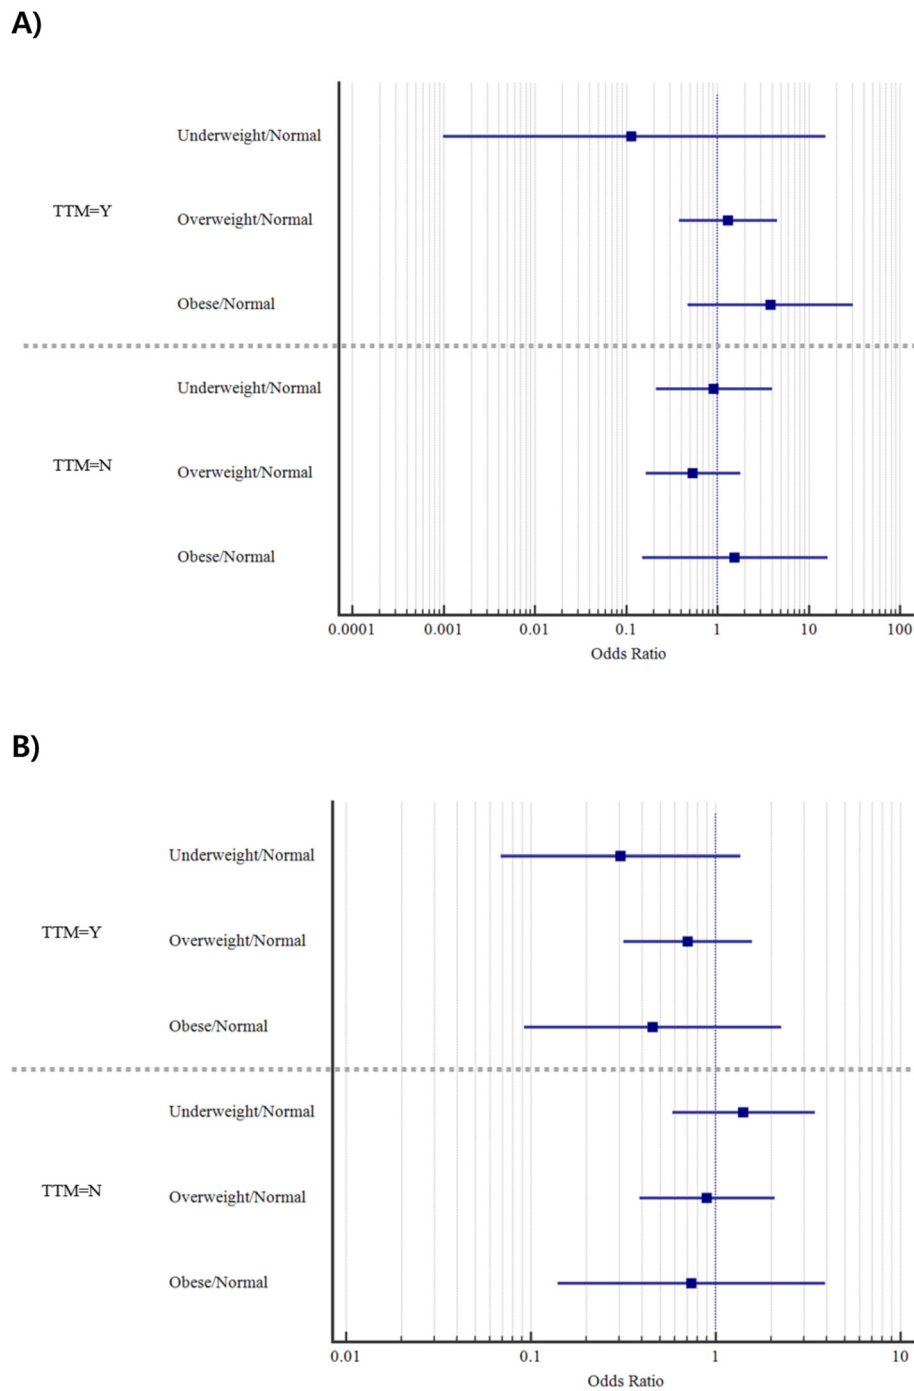 A)
Underweight/Normal
TTM=Y
Overweight/Normal
Obese/Normal
Underweight/Normal
TTM=N
Overweight/Normal
Obese/Normal
0.0001 0.001 0.01 0.1 1 10 100
Odds Ratio
B)
Underweight/Normal
TTM=Y
Overweight/Normal
Obese/Normal
Underweight/Normal
TTM=N
Overweight/Normal
Obese/Normal
0.01 0.1 1 10
Odds Ratio